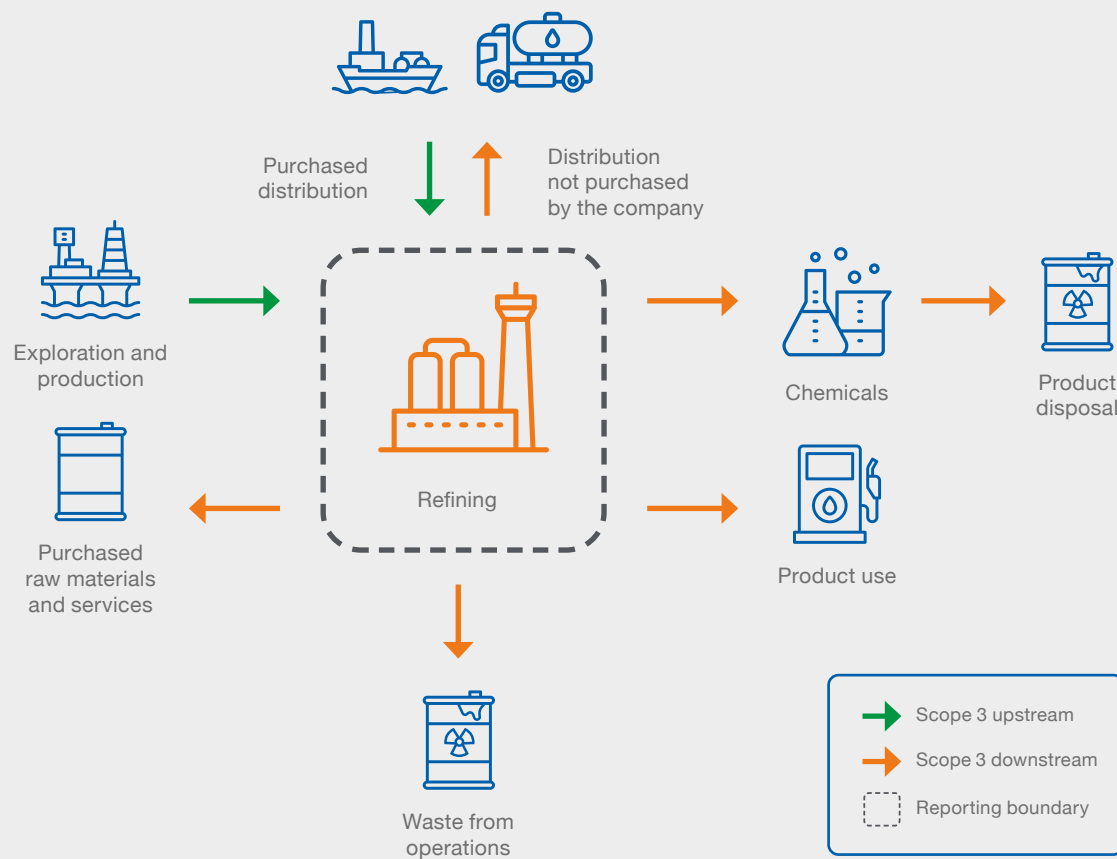 Purchased
distribution
Distribution
not purchased
by the company
Exploration and
production
Refining
Chemicals
Product
disposal
Purchased
raw materials
and services
Product use
Waste from
operations
Scope 3 upstream
Scope 3 downstream
Reporting boundary